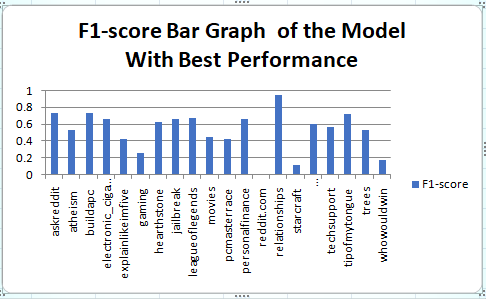 F1-score Bar Graph of the Model
With Best Performance
1
0.8
0.6
0.4
0.2
0
askreddit
atheism
buildapc
electronic_ciga...
explainlikeimfive
gaming
hearthstone
jailbreak
leagueoflegends
movies
pcmasterrace
personalfinance
reddit.com
relationships
starcraft
...
techsupport
tipofmytongue
trees
whowouldwin
F1-score